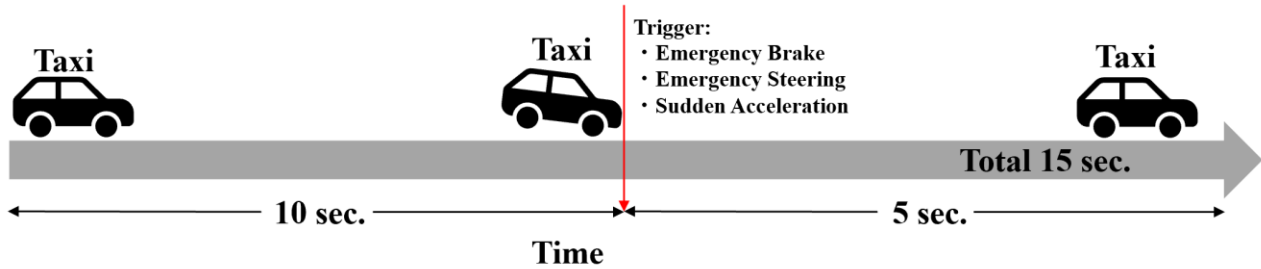 Taxi
Taxi
Trigger:
・Emergency Brake
・Emergency Steering
・Sudden Acceleration
Taxi
Total 15 sec.
10 sec.
5 sec.
Time